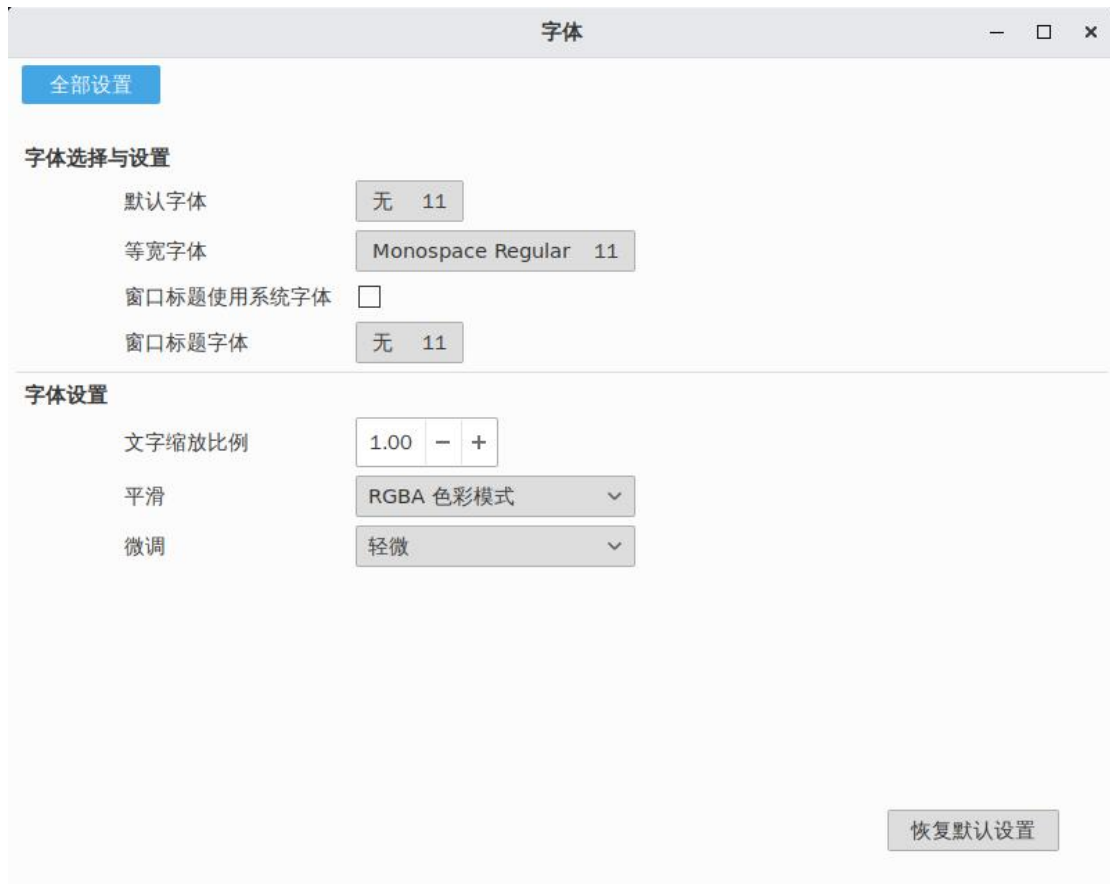 字体
全部设置
字体选择与设置
默认字体 无 11
等宽字体 Monospace Regular 11
窗口标题使用系统字体
窗口标题字体 无 11
字体设置
文字缩放比例 1.00 − +
平滑 RGBA 色彩模式
微调 轻微
恢复默认设置